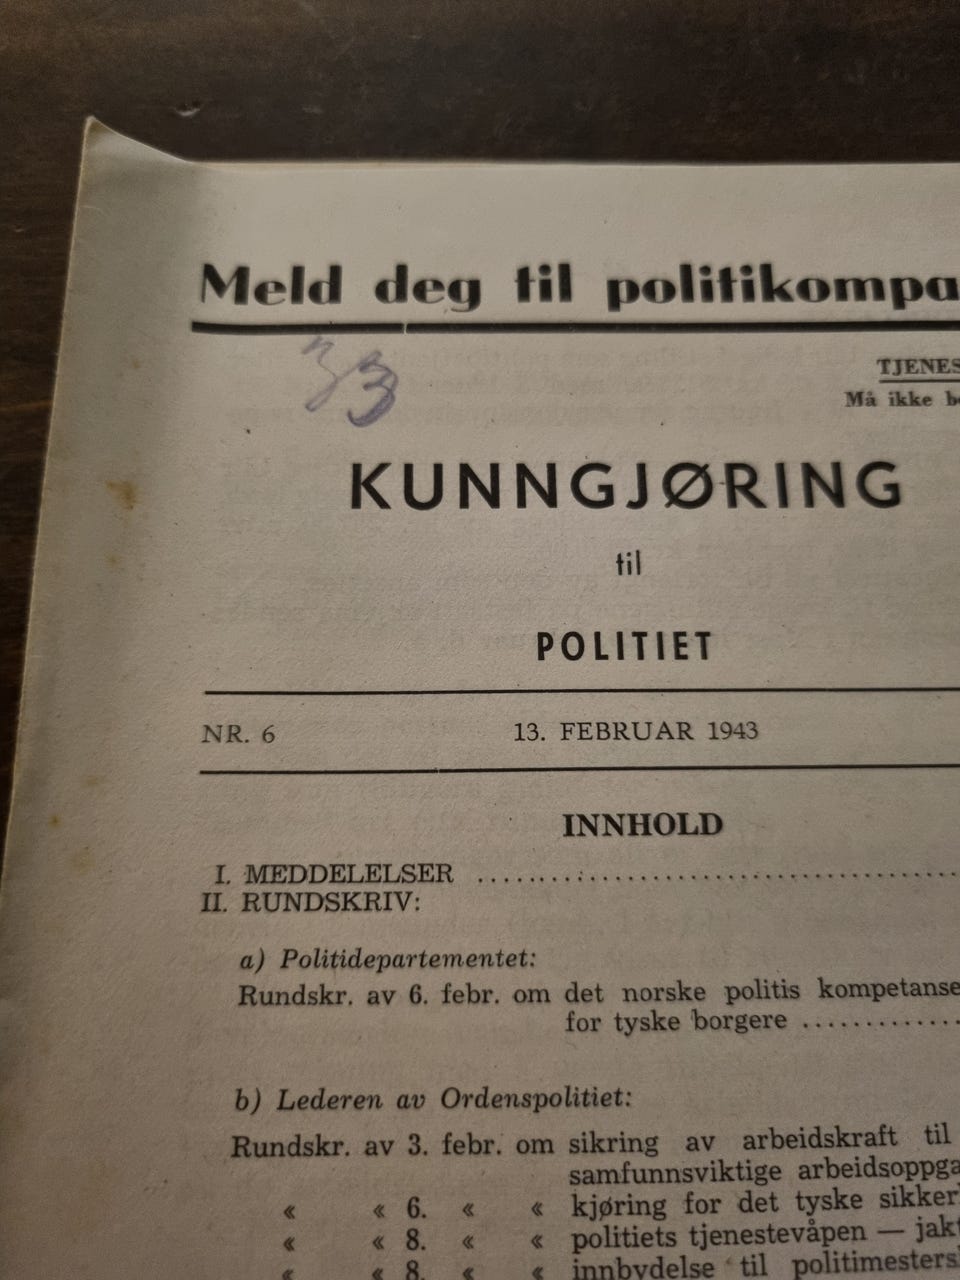 Meld deg til politikompa
33
TJENES
Må ikke be
KUNNGJØRING
til
POLITIET
NR. 6 13. FEBRUAR 1943
INNHOLD
I. MEDDELELSER ........................................
II. RUNDSKRIV:
a) Politidepartementet:
Rundskr. av 6. febr. om det norske politis kompetanse
for tyske borgere ............
b) Lederen av Ordenspolitiet:
Rundskr. av 3. febr. om sikring av arbeidskraft til
samfunnsviktige arbeidsoppga
« « 6. « « kjøring for det tyske sikker
« « 8. « « politiets tjenestevåpen — jakt
« « 8. « « innbydelse til politimesters